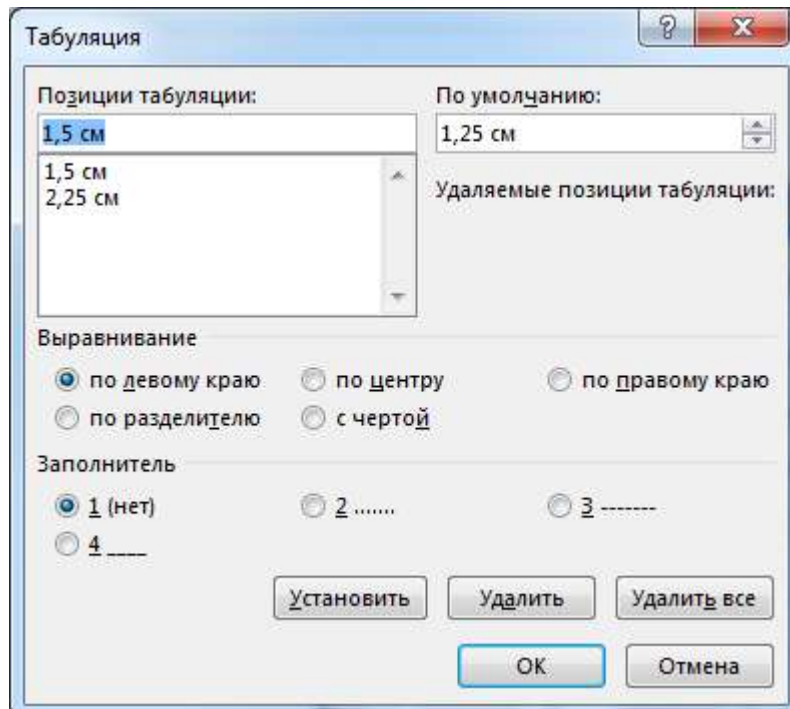 Табуляция
Позиции табуляции: По умолчанию:
1,5 см 1,25 см
1,5 см
2,25 см
Удаляемые позиции табуляции:
Выравнивание
по левому краю по центру по правому краю
по разделителю с чертой
Заполнитель
1 (нет) 2 ....... 3 -------
4 ____
Установить Удалить Удалить все
ОК Отмена